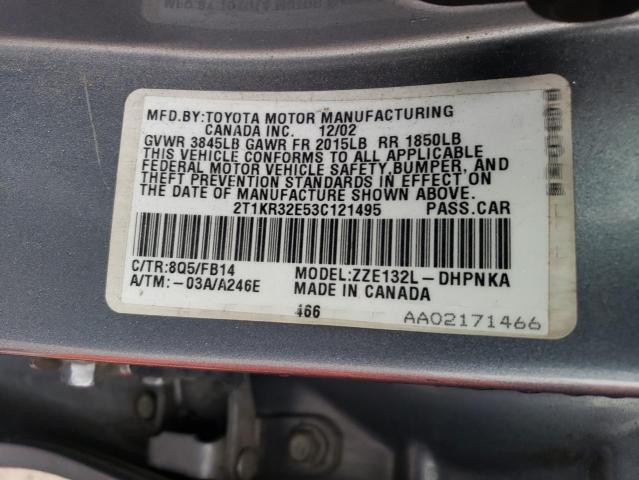 MFD.BY:TOYOTA MOTOR MANUFACTURING
CANADA INC. 12/02
GVWR 3845LB GAWR FR 2015LB RR 1850LB
THIS VEHICLE CONFORMS TO ALL APPLICABLE
FEDERAL MOTOR VEHICLE SAFETY,BUMPER, AND
THEFT PREVENTION STANDARDS IN EFFECT ON
THE DATE OF MANUFACTURE SHOWN ABOVE.
2T1KR32E53C121495 PASS.CAR
C/TR:8Q5/FB14 MODEL:ZZE132L-DHPNKA
A/TM:-03A/A246E MADE IN CANADA
466 AA02171466